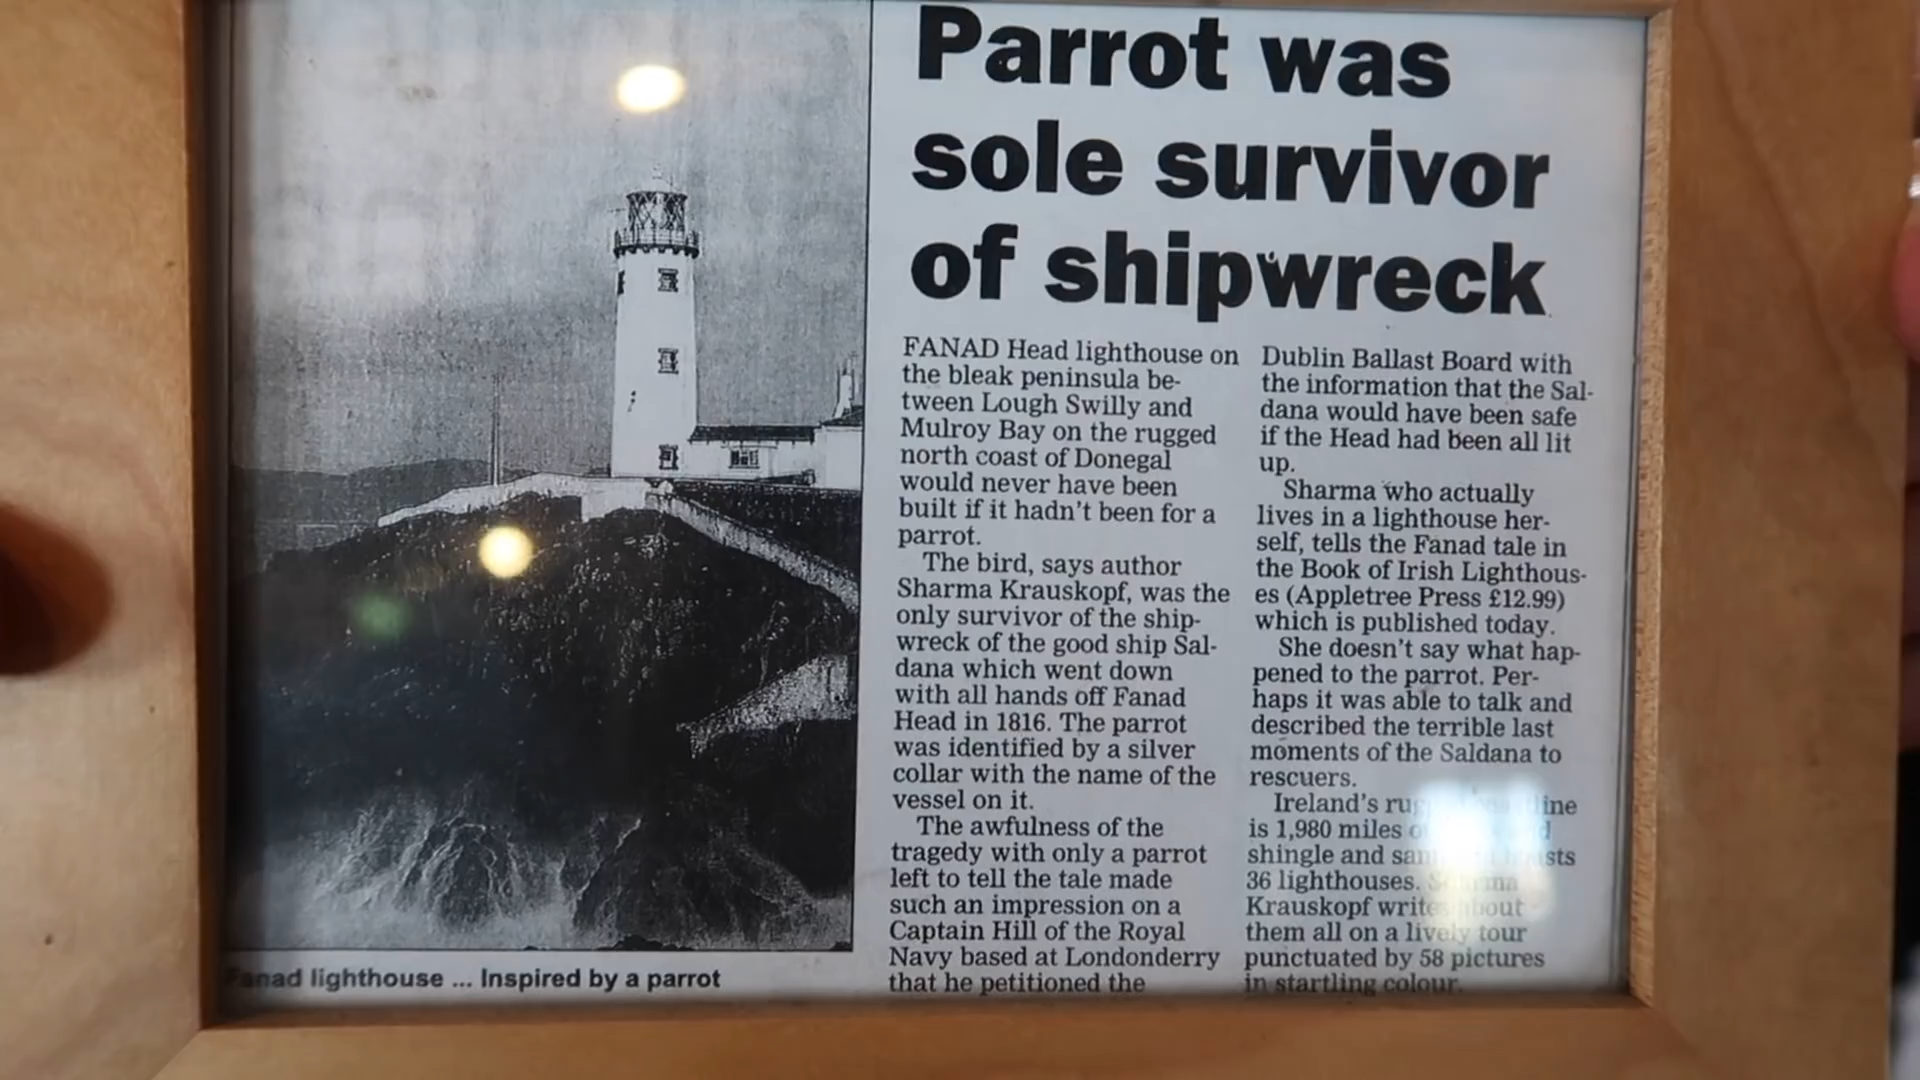 Parrot was
sole survivor
of shipwreck
FANAD Head lighthouse on
the bleak peninsula be-
tween Lough Swilly and
Mulroy Bay on the rugged
north coast of Donegal
would never have been
built if it hadn't been for a
parrot.
The bird, says author
Sharma Krauskopf, was the
only survivor of the ship-
wreck of the good ship Sal-
dana which went down
with all hands off Fanad
Head in 1816. The parrot
was identified by a silver
collar with the name of the
vessel on it.
The awfulness of the
tragedy with only a parrot
left to tell the tale made
such an impression on a
Captain Hill of the Royal
Navy based at Londonderry
that he petitioned the
Dublin Ballast Board with
the information that the Sal-
dana would have been safe
if the Head had been all lit
up.
Sharma who actually
lives in a lighthouse her-
self, tells the Fanad tale in
the Book of Irish Lighthous-
es (Appletree Press £12.99)
which is published today.
She doesn't say what hap-
pened to the parrot. Per-
haps it was able to talk and
described the terrible last
moments of the Saldana to
rescuers.
Ireland's
is 1,980 miles
shingle and
36 lighthouses. Sharma
Krauskopf writes about
them all on a lively tour
punctuated by 58 pictures
in startling colour.
Fanad lighthouse ... Inspired by a parrot